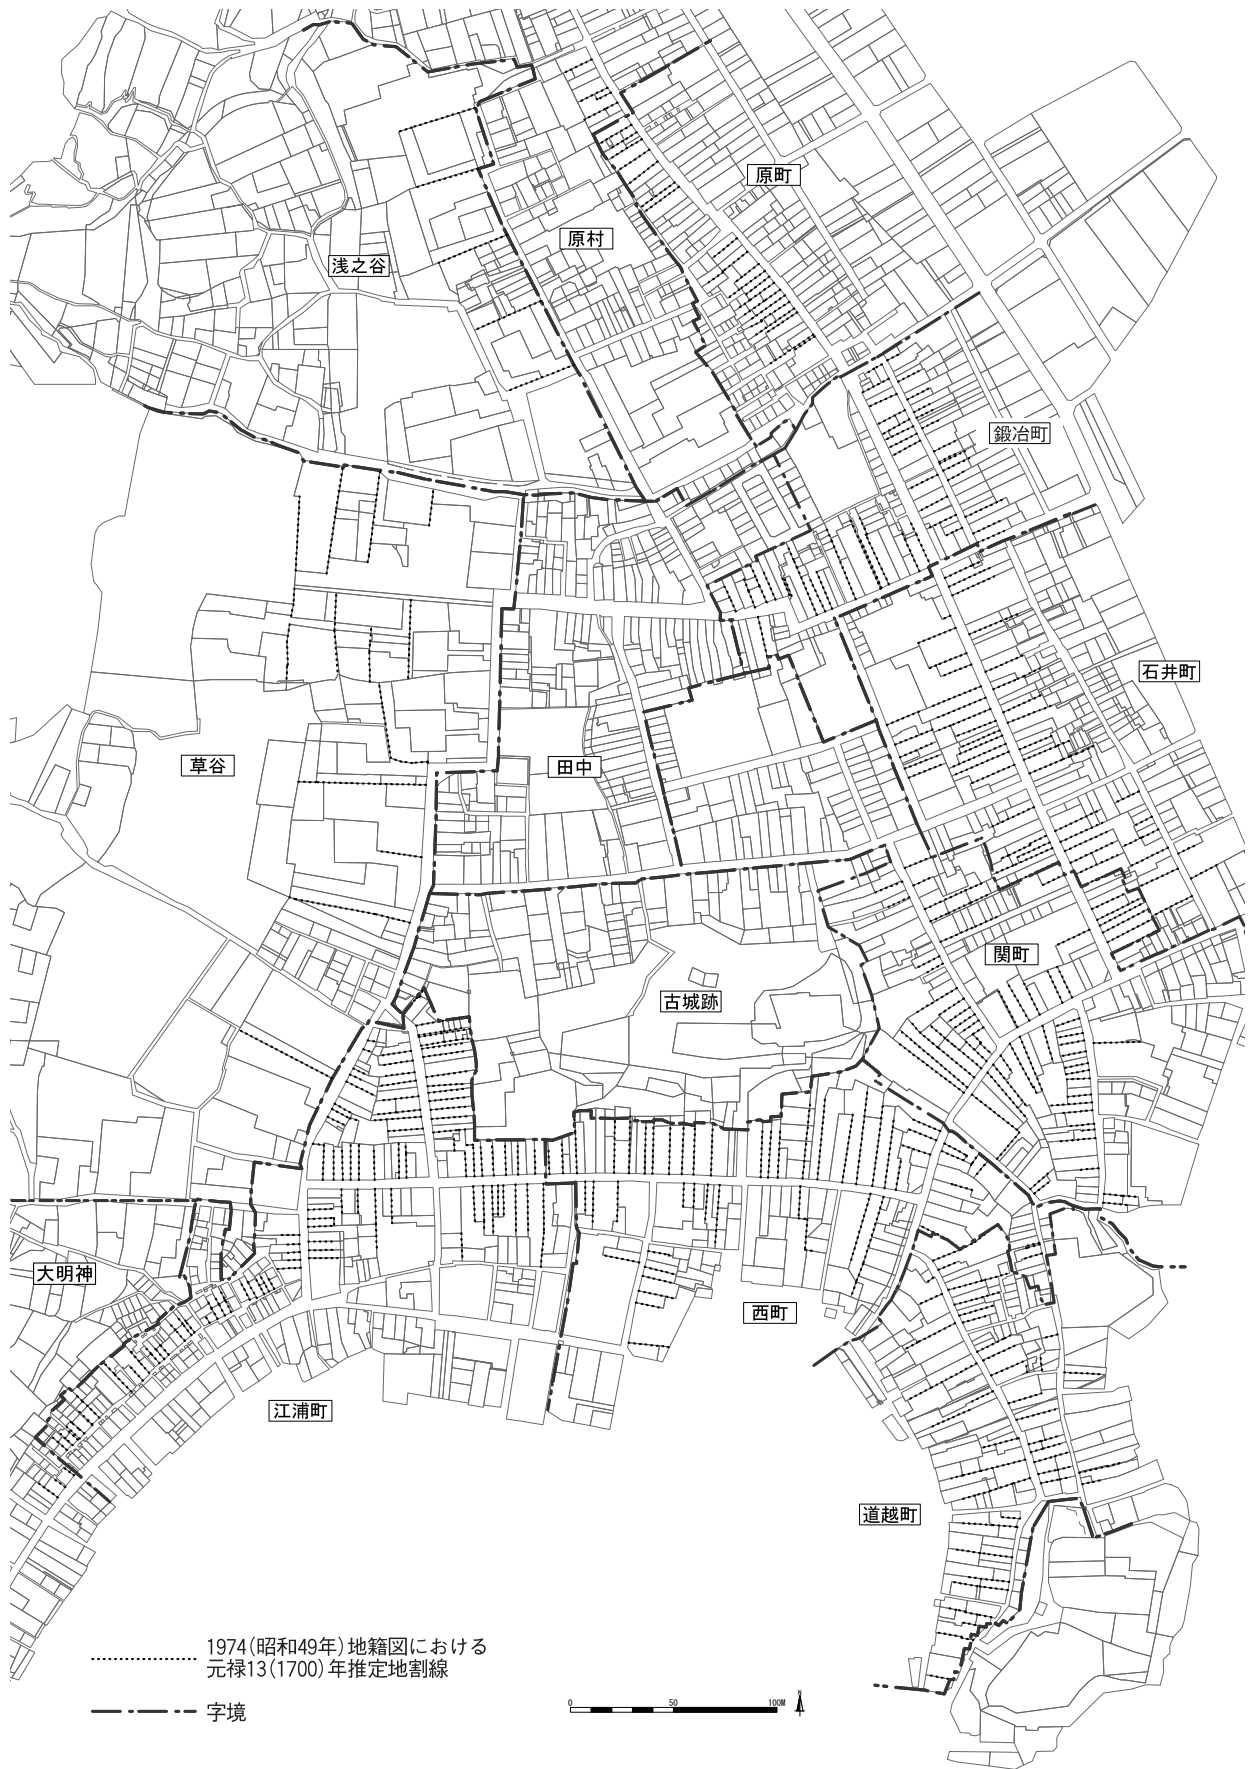 原町
原村
浅之谷
鍛冶町
石井町
草谷
田中
関町
古城跡
大明神
西町
江浦町
道越町
1974(昭和49年)地籍図における
元禄13(1700)年推定地割線
字境
0 50 100M
N